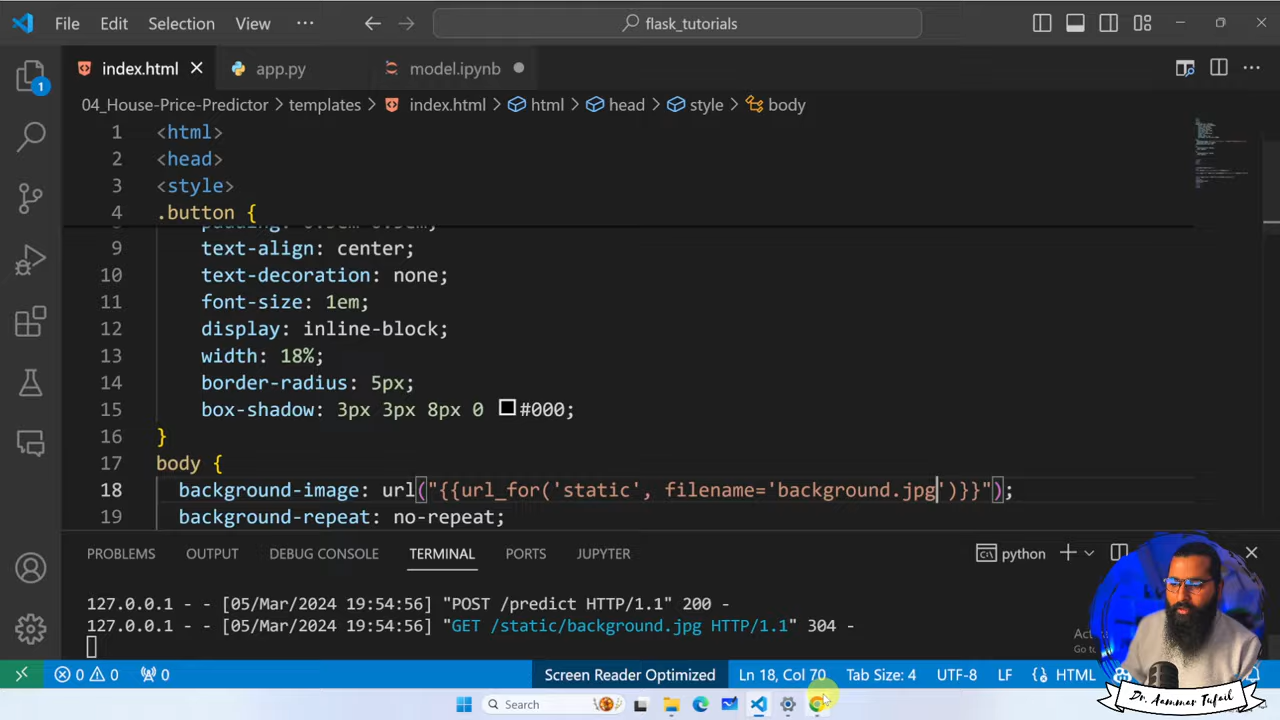 File Edit Selection View ··· flask_tutorials
index.html app.py model.ipynb
04_House-Price-Predictor > templates > index.html > html > head > style > body
1 <html>
2 <head>
3 <style>
4 .button {
9 text-align: center;
10 text-decoration: none;
11 font-size: 1em;
12 display: inline-block;
13 width: 18%;
14 border-radius: 5px;
15 box-shadow: 3px 3px 8px 0 #000;
16 }
17 body {
18 background-image: url("{{url_for('static', filename='background.jpg')}}");
19 background-repeat: no-repeat;
PROBLEMS OUTPUT DEBUG CONSOLE TERMINAL PORTS JUPYTER python
127.0.0.1 - - [05/Mar/2024 19:54:56] "POST /predict HTTP/1.1" 200 -
127.0.0.1 - - [05/Mar/2024 19:54:56] "GET /static/background.jpg HTTP/1.1" 304 -
1
0 0 0 Screen Reader Optimized Ln 18, Col 70 Tab Size: 4 UTF-8 LF HTML
Search
Dr. Aammar Tufail